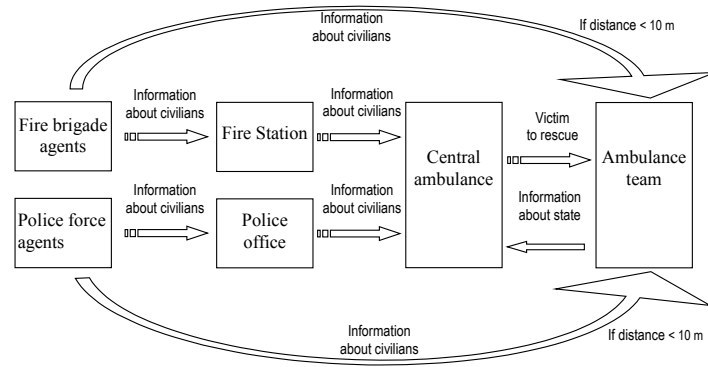 Information
about civilians
If distance < 10 m
Information
about civilians
Information
about civilians
Fire brigade
agents
Fire Station
Central
ambulance
Victim
to rescue
Ambulance
team
Information
about civilians
Information
about civilians
Information
about state
Police force
agents
Police
office
Information
about civilians
If distance < 10 m